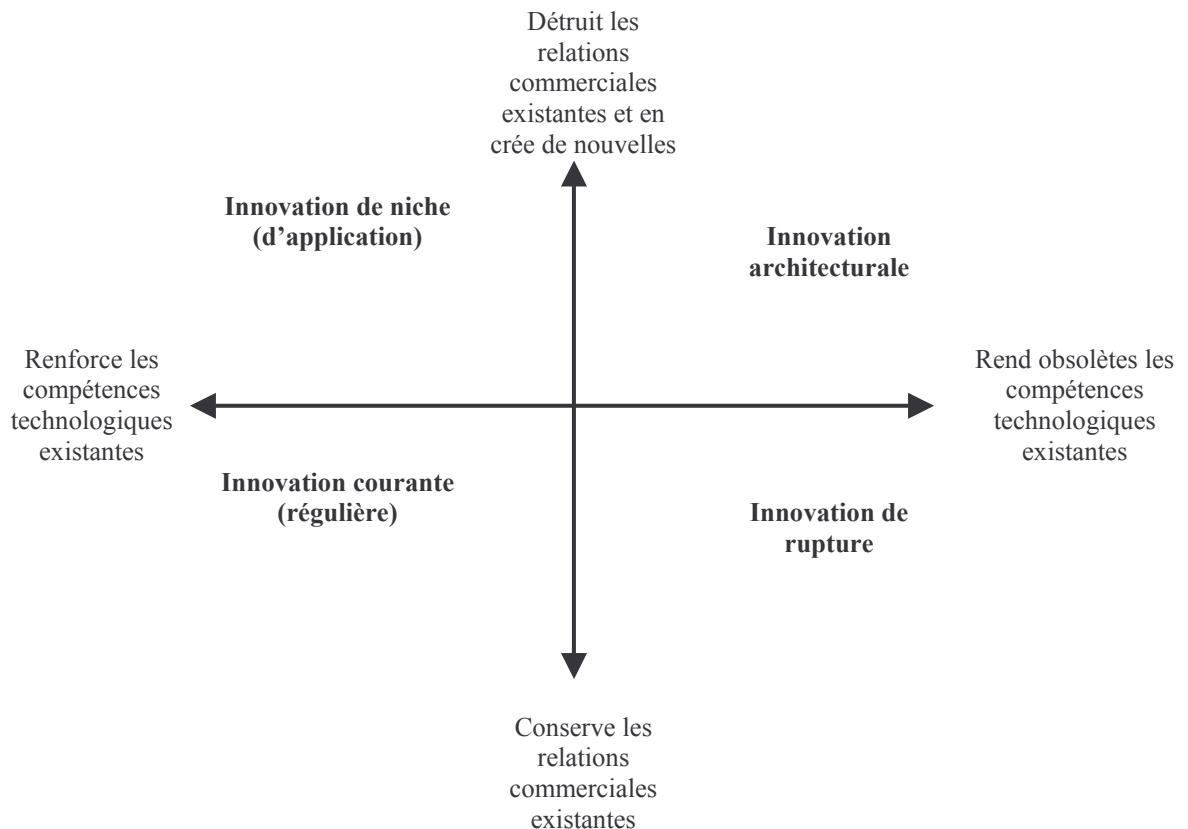 Détruit les
relations
commerciales
existantes et en
crée de nouvelles
Innovation de niche
(d’application)
Innovation
architecturale
Renforce les
compétences
technologiques
existantes
Rend obsolètes les
compétences
technologiques
existantes
Innovation courante
(régulière)
Innovation de
rupture
Conserve les
relations
commerciales
existantes